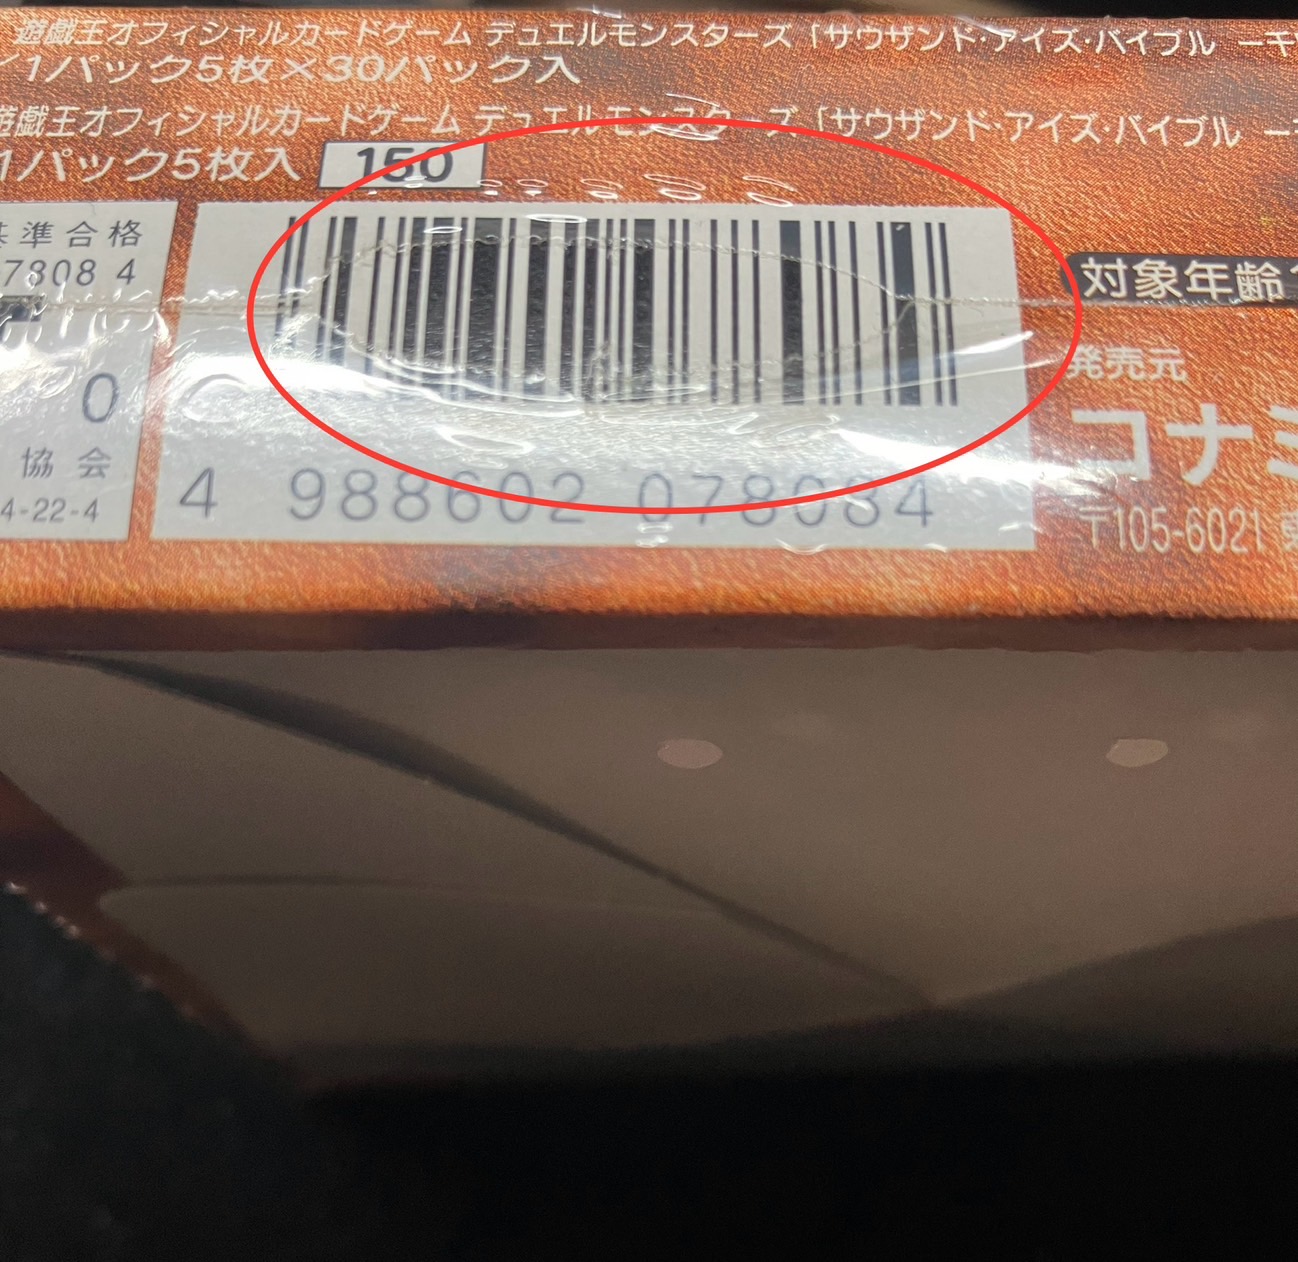 遊戯王オフィシャルカードゲーム デュエルモンスターズ「サウザンド・アイズ・バイブル ー
1パック5枚×30パック入
遊戯王オフィシャルカードゲーム デュエルモンスターズ「サウザンド・アイズ・バイブル ー
1パック5枚入 150
準合格
7808 4
0
協会
4-22-4
4 988602 078084
対象年齢
発売元
コナミ
〒105-6021